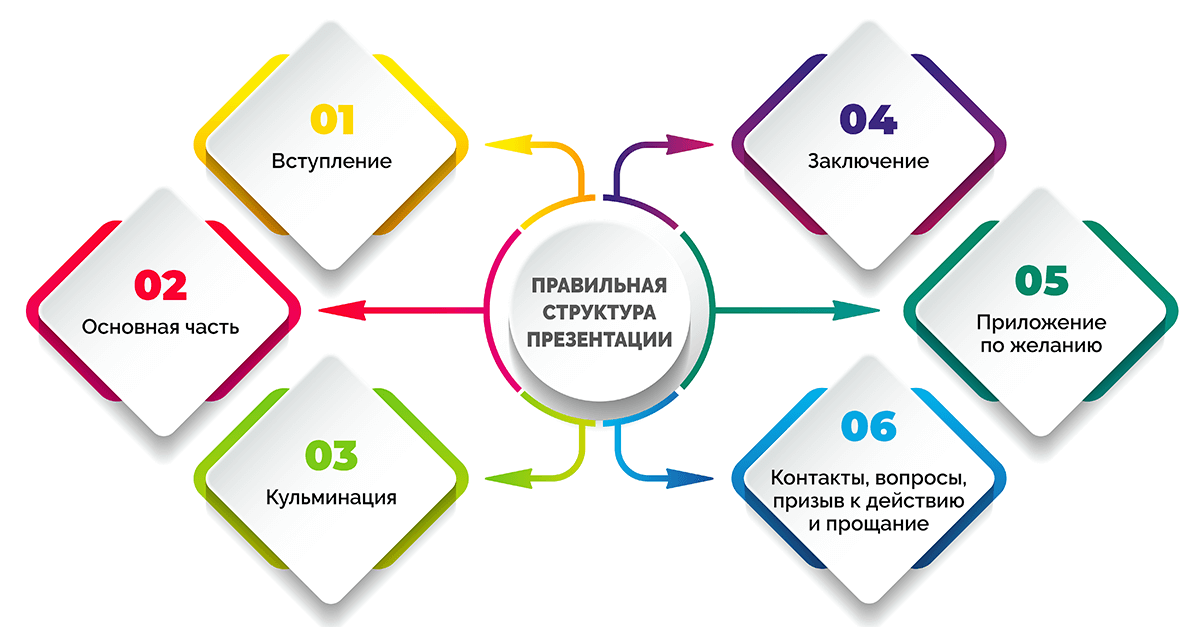 ПРАВИЛЬНАЯ
СТРУКТУРА
ПРЕЗЕНТАЦИИ
01
Вступление
02
Основная часть
03
Кульминация
04
Заключение
05
Приложение
по желанию
06
Контакты, вопросы,
призыв к действию
и прощание